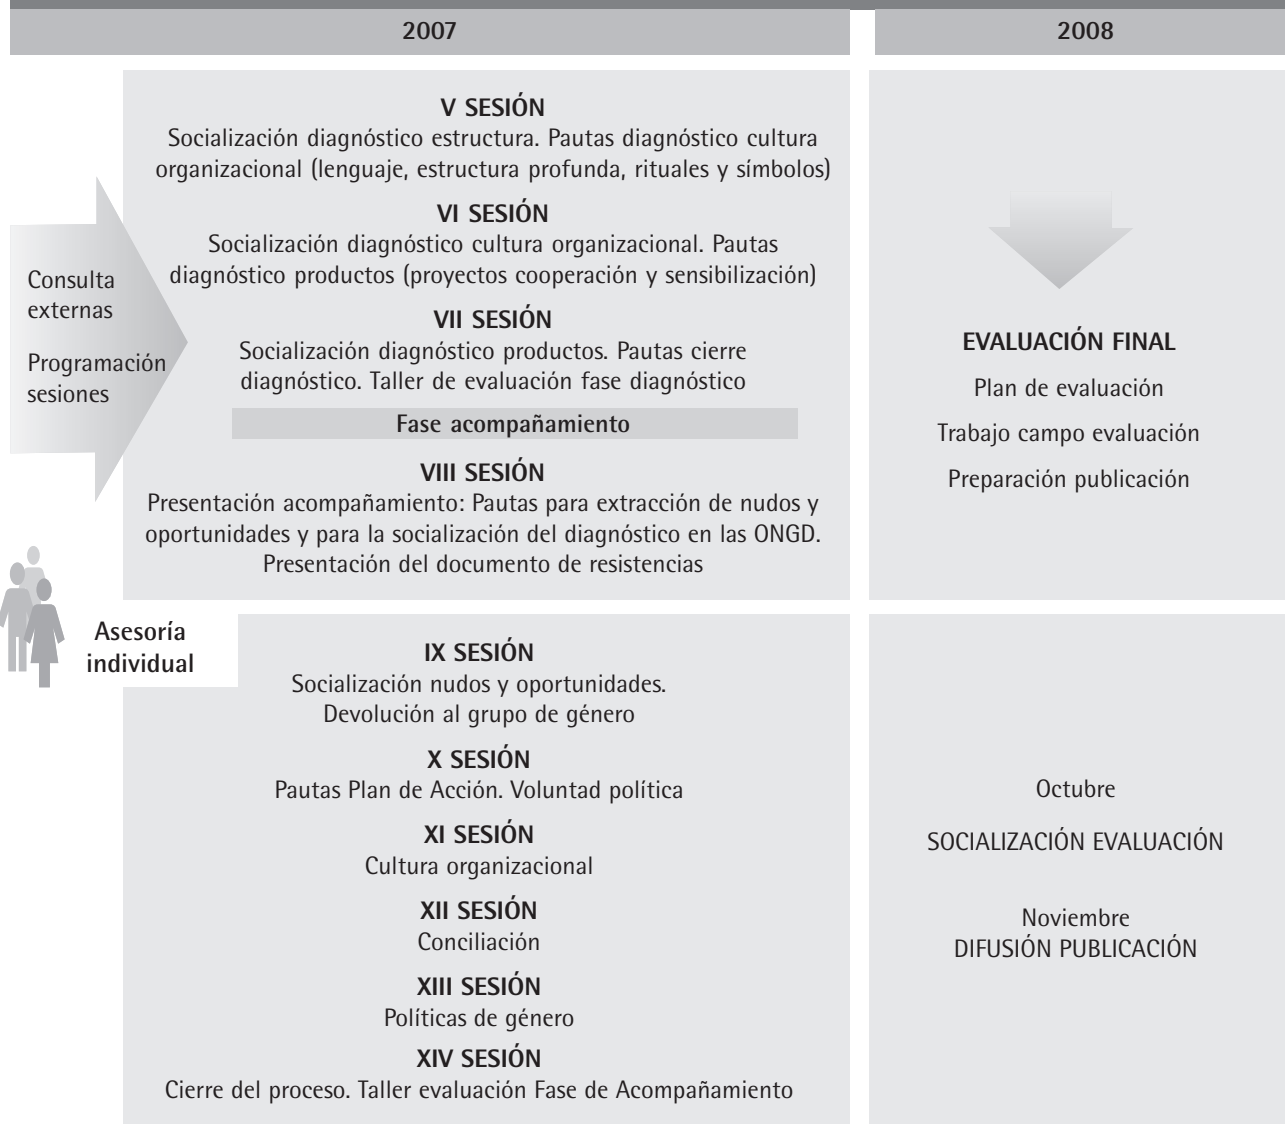 2007
2008
V SESIÓN
Socialización diagnóstico estructura. Pautas diagnóstico cultura
organizacional (lenguaje, estructura profunda, rituales y símbolos)
VI SESIÓN
Socialización diagnóstico cultura organizacional. Pautas
diagnóstico productos (proyectos cooperación y sensibilización)
VII SESIÓN
Socialización diagnóstico productos. Pautas cierre
diagnóstico. Taller de evaluación fase diagnóstico
Fase acompañamiento
VIII SESIÓN
Presentación acompañamiento: Pautas para extracción de nudos y
oportunidades y para la socialización del diagnóstico en las ONGD.
Presentación del documento de resistencias
Consulta
externas
Programación
sesiones
EVALUACIÓN FINAL
Plan de evaluación
Trabajo campo evaluación
Preparación publicación
Asesoría
individual
IX SESIÓN
Socialización nudos y oportunidades.
Devolución al grupo de género
X SESIÓN
Pautas Plan de Acción. Voluntad política
XI SESIÓN
Cultura organizacional
XII SESIÓN
Conciliación
XIII SESIÓN
Políticas de género
XIV SESIÓN
Cierre del proceso. Taller evaluación Fase de Acompañamiento
Octubre
SOCIALIZACIÓN EVALUACIÓN
Noviembre
DIFUSIÓN PUBLICACIÓN